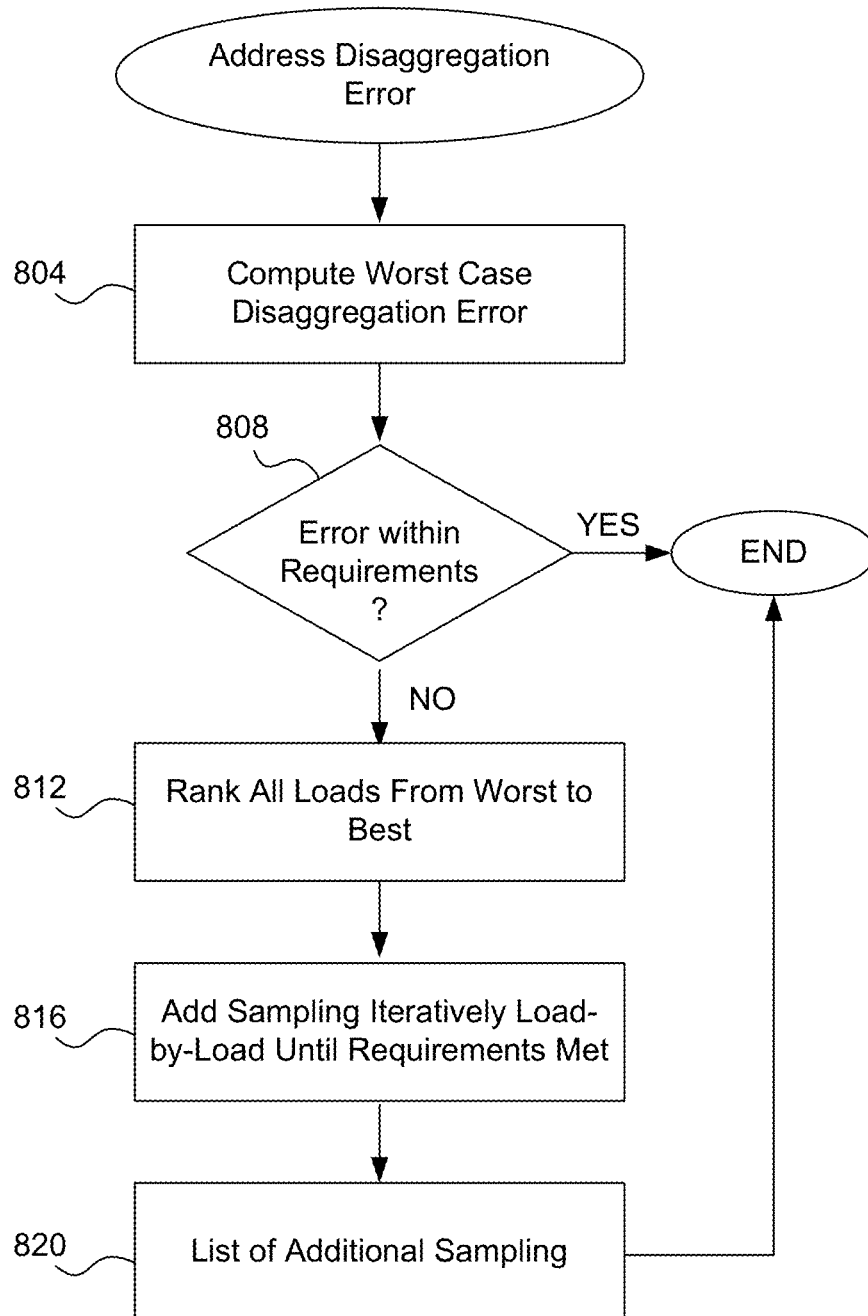 Address Disaggregation
Error
804
Compute Worst Case
Disaggregation Error
808
Error within
Requirements
?
YES
END
NO
812
Rank All Loads From Worst to
Best
816
Add Sampling Iteratively Load-
by-Load Until Requirements Met
820
List of Additional Sampling